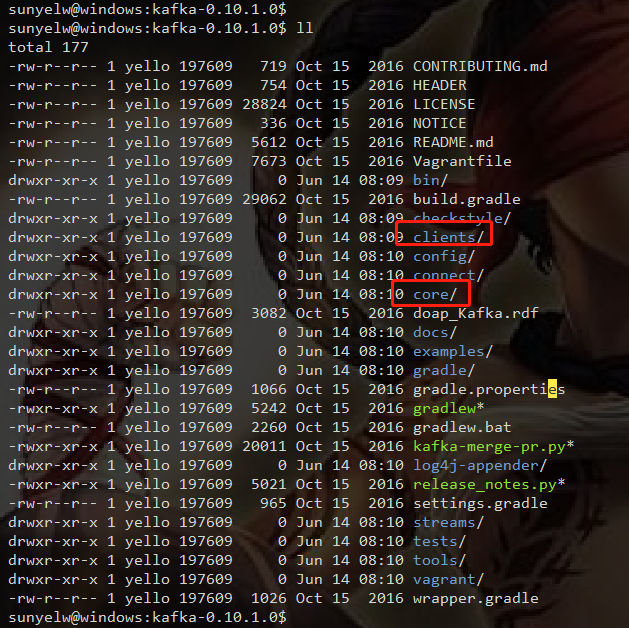 sunyelw@windows:kafka-0.10.1.0$
sunyelw@windows:kafka-0.10.1.0$ ll
total 177
-rw-r--r-- 1 yello 197609   719 Oct 15  2016 CONTRIBUTING.md
-rw-r--r-- 1 yello 197609   754 Oct 15  2016 HEADER
-rw-r--r-- 1 yello 197609 28824 Oct 15  2016 LICENSE
-rw-r--r-- 1 yello 197609   336 Oct 15  2016 NOTICE
-rw-r--r-- 1 yello 197609  5612 Oct 15  2016 README.md
-rw-r--r-- 1 yello 197609  7673 Oct 15  2016 Vagrantfile
drwxr-xr-x 1 yello 197609     0 Jun 14 08:09 bin/
-rw-r--r-- 1 yello 197609 29062 Oct 15  2016 build.gradle
drwxr-xr-x 1 yello 197609     0 Jun 14 08:09 checkstyle/
drwxr-xr-x 1 yello 197609     0 Jun 14 08:09 clients/
drwxr-xr-x 1 yello 197609     0 Jun 14 08:10 config/
drwxr-xr-x 1 yello 197609     0 Jun 14 08:10 connect/
drwxr-xr-x 1 yello 197609     0 Jun 14 08:10 core/
-rw-r--r-- 1 yello 197609  3082 Oct 15  2016 doap_Kafka.rdf
drwxr-xr-x 1 yello 197609     0 Jun 14 08:10 docs/
drwxr-xr-x 1 yello 197609     0 Jun 14 08:10 examples/
drwxr-xr-x 1 yello 197609     0 Jun 14 08:10 gradle/
-rw-r--r-- 1 yello 197609  1066 Oct 15  2016 gradle.properties
-rwxr-xr-x 1 yello 197609  5242 Oct 15  2016 gradlew*
-rw-r--r-- 1 yello 197609  2260 Oct 15  2016 gradlew.bat
-rwxr-xr-x 1 yello 197609 20011 Oct 15  2016 kafka-merge-pr.py*
drwxr-xr-x 1 yello 197609     0 Jun 14 08:10 log4j-appender/
-rwxr-xr-x 1 yello 197609  5021 Oct 15  2016 release_notes.py*
-rw-r--r-- 1 yello 197609   965 Oct 15  2016 settings.gradle
drwxr-xr-x 1 yello 197609     0 Jun 14 08:10 streams/
drwxr-xr-x 1 yello 197609     0 Jun 14 08:10 tests/
drwxr-xr-x 1 yello 197609     0 Jun 14 08:10 tools/
drwxr-xr-x 1 yello 197609     0 Jun 14 08:10 vagrant/
-rw-r--r-- 1 yello 197609  1026 Oct 15  2016 wrapper.gradle
sunyelw@windows:kafka-0.10.1.0$